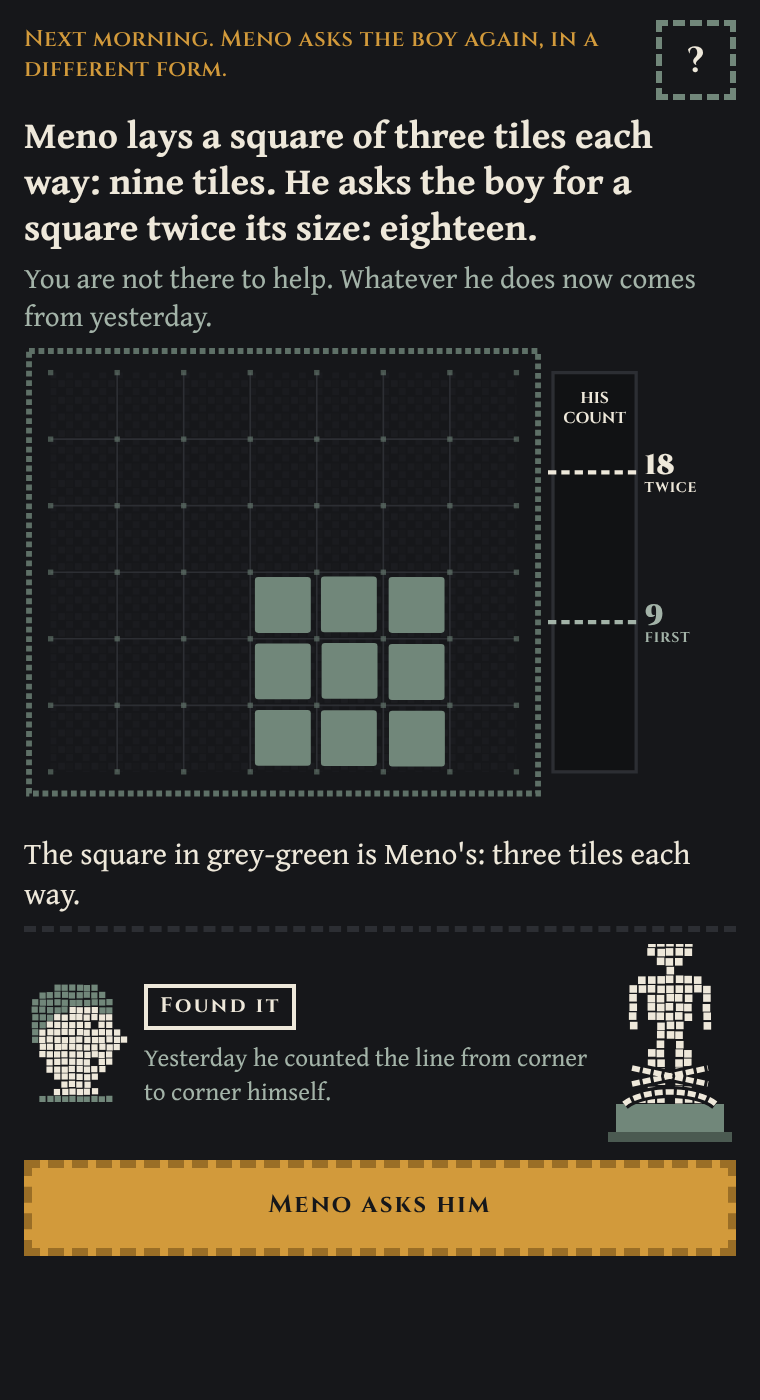 Next morning. Meno asks the boy again, in a
different form.
?
Meno lays a square of three tiles each
way: nine tiles. He asks the boy for a
square twice its size: eighteen.
You are not there to help. Whatever he does now comes
from yesterday.
HIS
COUNT
18
TWICE
9
FIRST
The square in grey-green is Meno's: three tiles each
way.
Found it
Yesterday he counted the line from corner
to corner himself.
Meno asks him